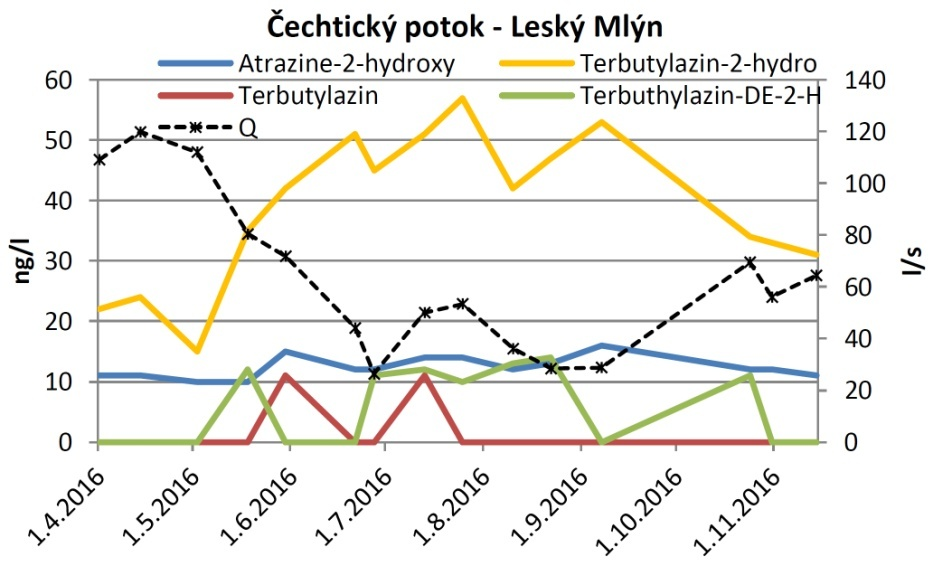 Čechtický potok - Leský Mlýn
Atrazine-2-hydroxy
Terbutylazin-2-hydro
Terbutylazin
Terbuthylazin-DE-2-H
Q
60
50
40
30
20
10
0
ng/l
140
120
100
80
60
40
20
0
l/s
1.4.2016
1.5.2016
1.6.2016
1.7.2016
1.8.2016
1.9.2016
1.10.2016
1.11.2016